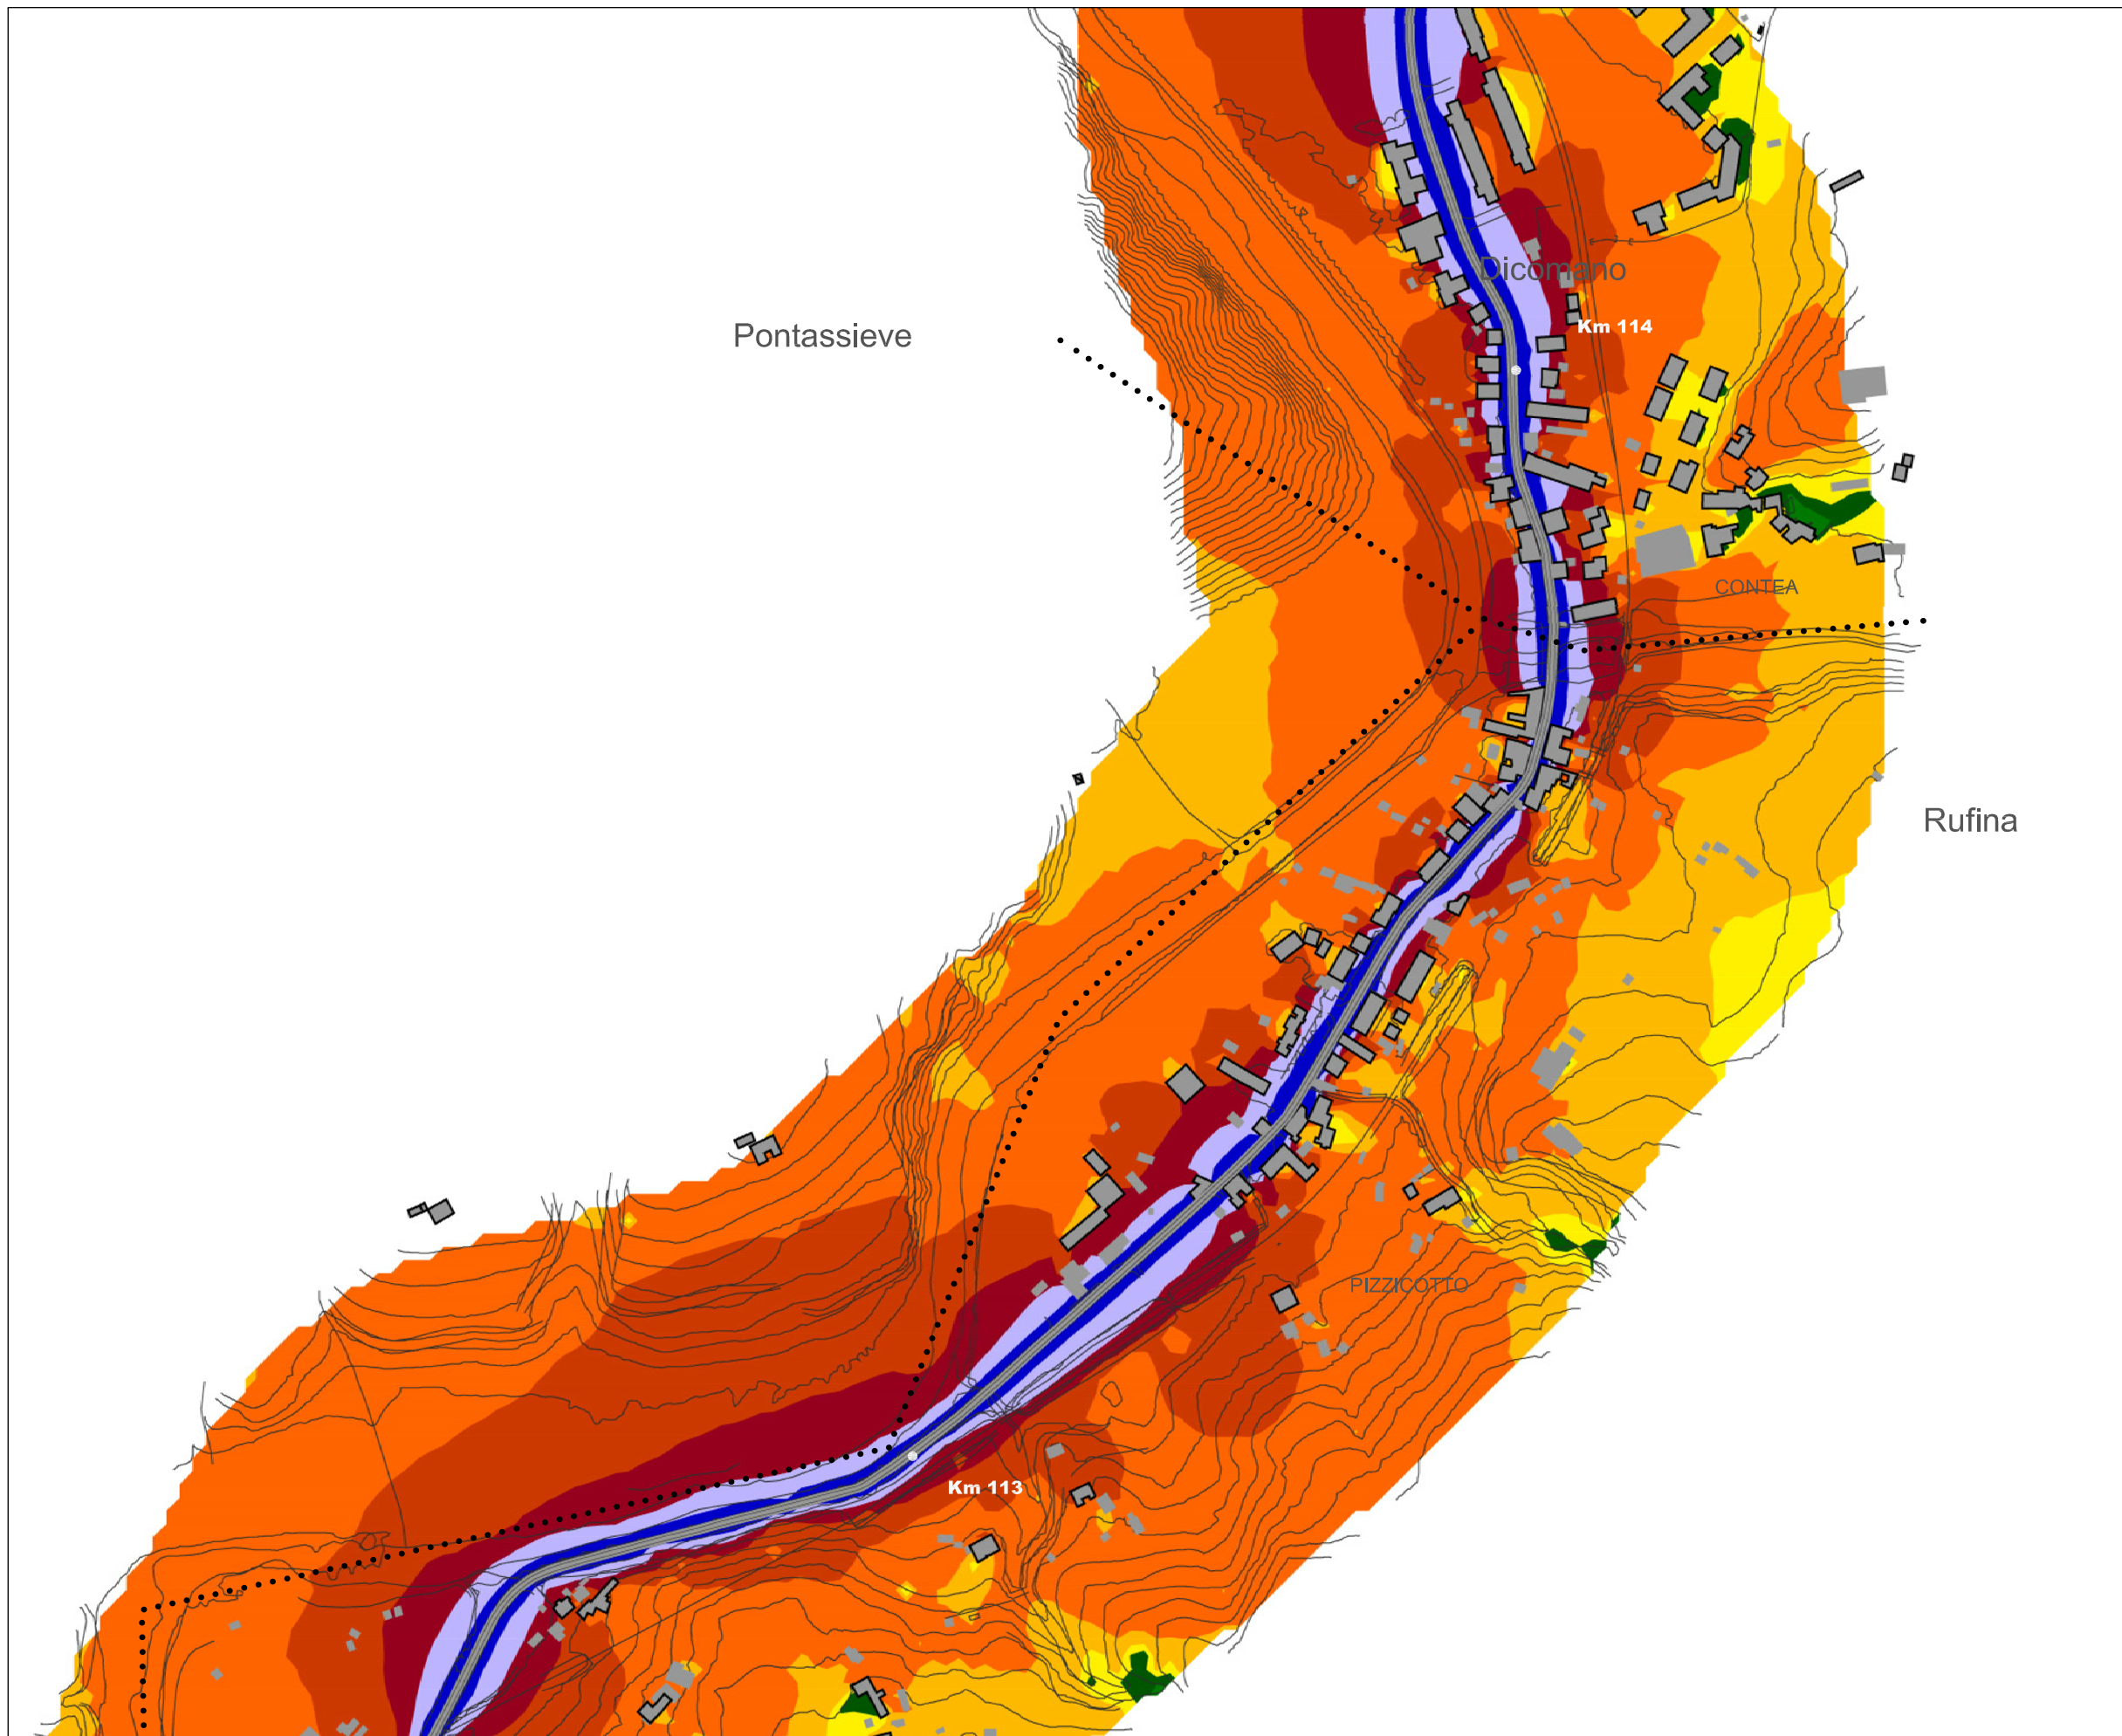 Dicomano
Km 114
Pontassieve
CONTEA
Rufina
PIZZICOTTO
Km 113